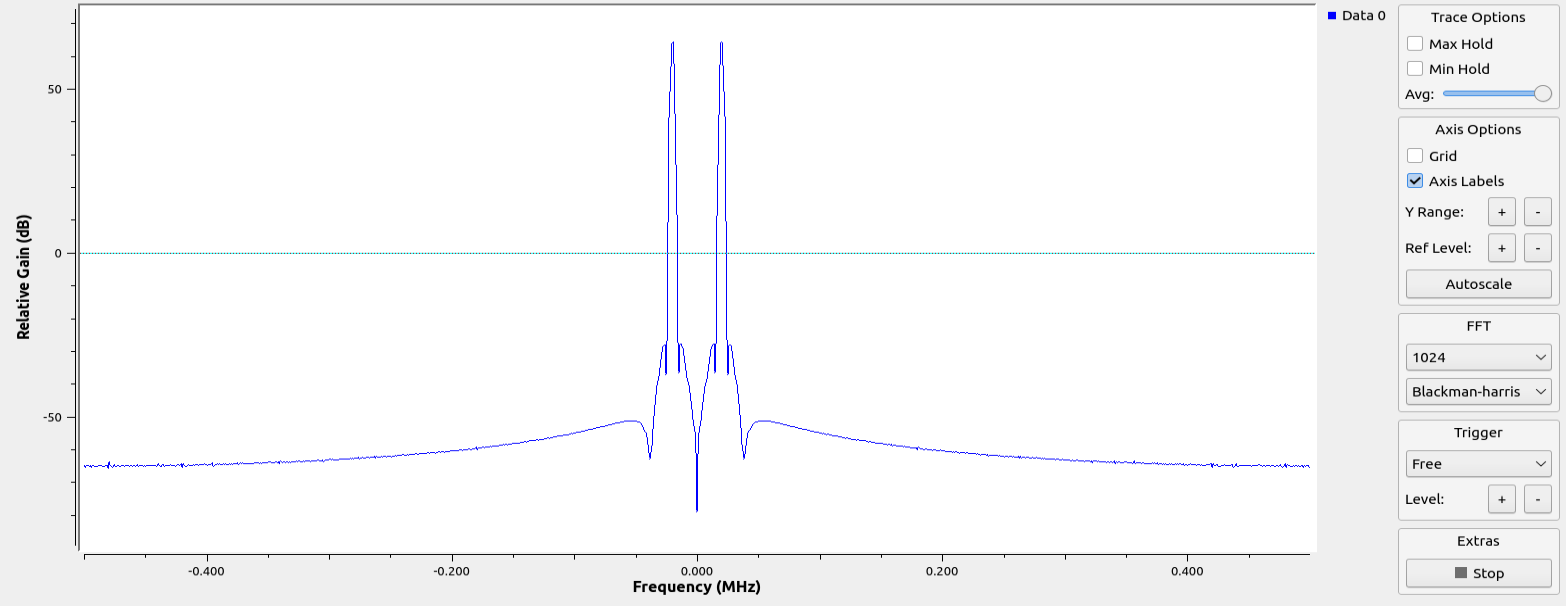 Relative Gain (dB)
50
0
-50
-0.400
-0.200
0.000
0.200
0.400
Frequency (MHz)
Data 0
Trace Options
Max Hold
Min Hold
Avg:
Axis Options
Grid
Axis Labels
Y Range: + -
Ref Level: + -
Autoscale
FFT
1024
Blackman-harris
Trigger
Free
Level: + -
Extras
Stop